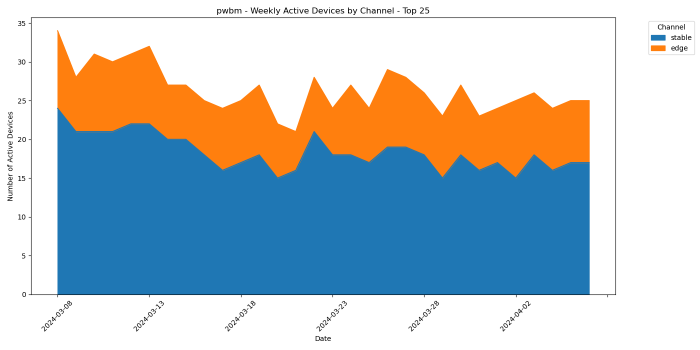 pwbm - Weekly Active Devices by Channel - Top 25
Channel
stable
edge
Number of Active Devices
35
30
25
20
15
10
5
0
2024-03-08
2024-03-13
2024-03-18
2024-03-23
2024-03-28
2024-04-02
Date